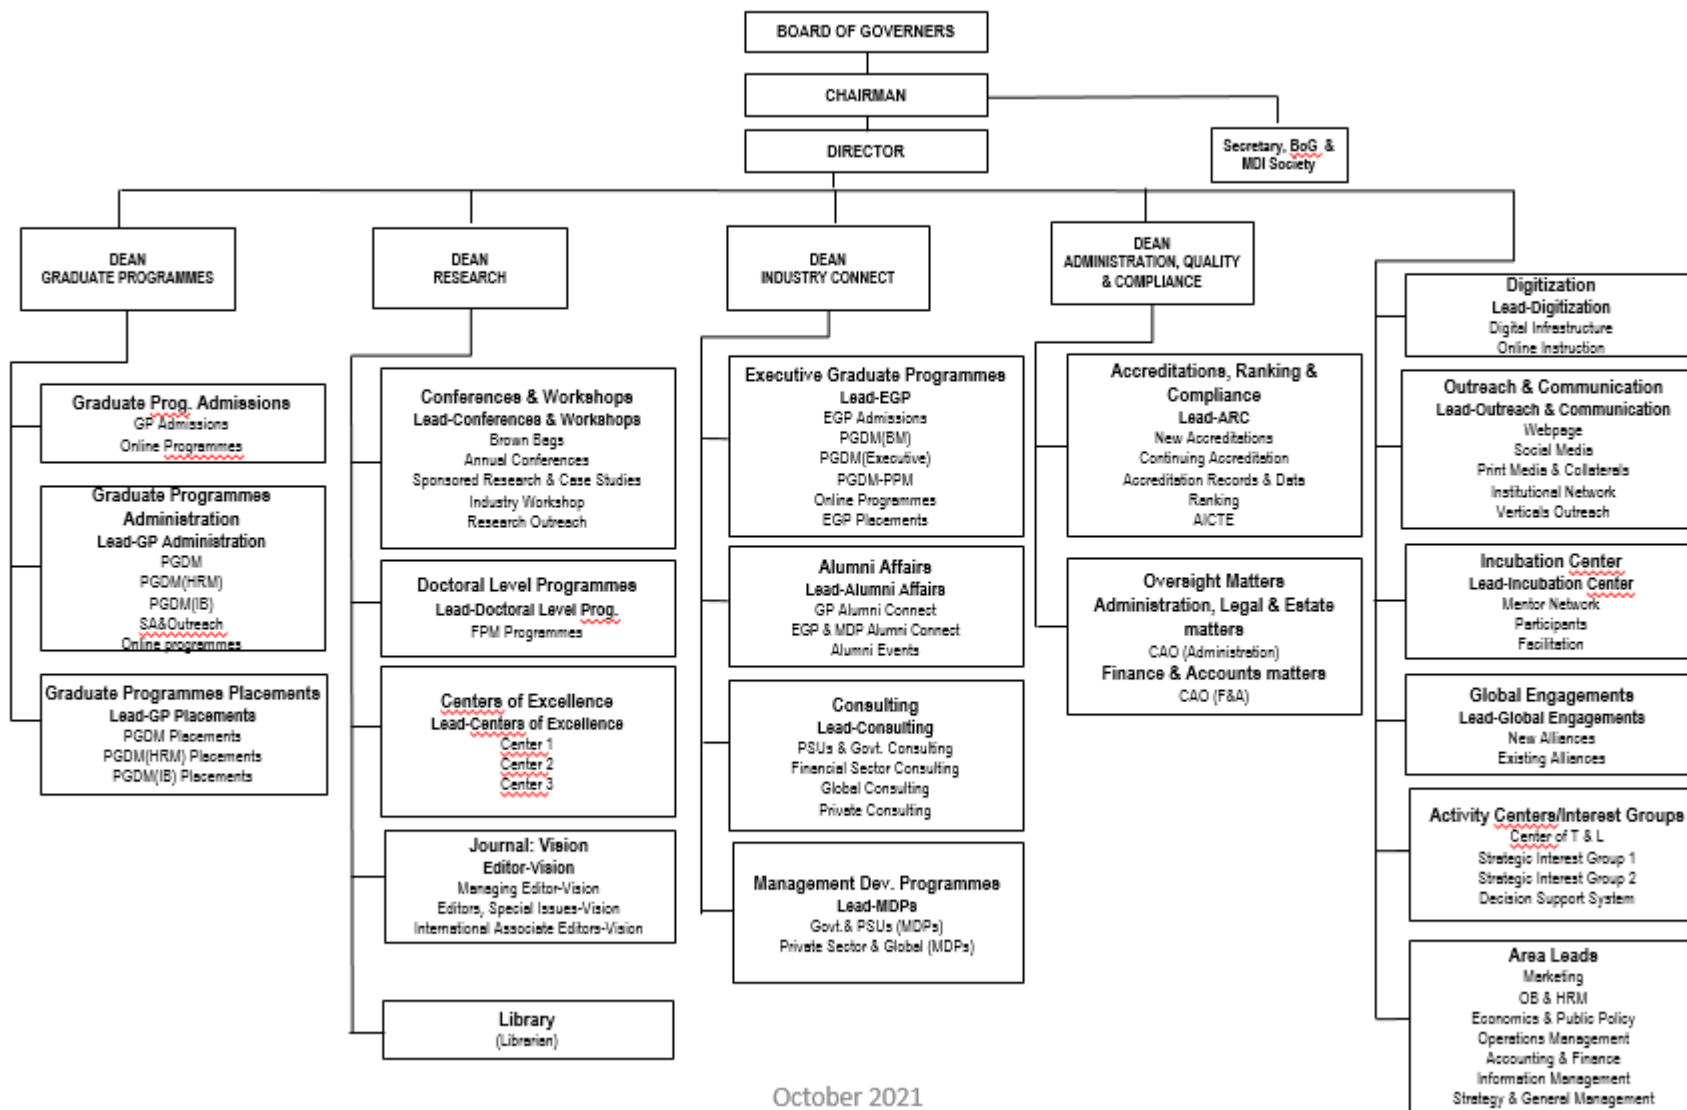 BOARD OF GOVERNERS
CHAIRMAN
DIRECTOR
Secretary, BoG &
MDI Society
DEAN
GRADUATE PROGRAMMES
DEAN
RESEARCH
DEAN
INDUSTRY CONNECT
DEAN
ADMINISTRATION, QUALITY
& COMPLIANCE
Graduate Prog. Admissions
GP Admissions
Online Programmes
Graduate Programmes
Administration
Lead-GP Administration
PGDM
PGDM(HRM)
PGDM(IB)
SA&Outreach
Online programmes
Graduate Programmes Placements
Lead-GP Placements
PGDM Placements
PGDM(HRM) Placements
PGDM(IB) Placements
Conferences & Workshops
Lead-Conferences & Workshops
Brown Bags
Annual Conferences
Sponsored Research & Case Studies
Industry Workshop
Research Outreach
Doctoral Level Programmes
Lead-Doctoral Level Prog.
FPM Programmes
Centers of Excellence
Lead-Centers of Excellence
Center 1
Center 2
Center 3
Journal: Vision
Editor-Vision
Managing Editor-Vision
Editors, Special Issues-Vision
International Associate Editors-Vision
Library
(Librarian)
Executive Graduate Programmes
Lead-EGP
EGP Admissions
PGDM(BM)
PGDM(Executive)
PGDM-PPM
Online Programmes
EGP Placements
Alumni Affairs
Lead-Alumni Affairs
GP Alumni Connect
EGP & MDP Alumni Connect
Alumni Events
Consulting
Lead-Consulting
PSUs & Govt. Consulting
Financial Sector Consulting
Global Consulting
Private Consulting
Management Dev. Programmes
Lead-MDPs
Govt.& PSUs (MDPs)
Private Sector & Global (MDPs)
Accreditations, Ranking &
Compliance
Lead-ARC
New Accreditations
Continuing Accreditation
Accreditation Records & Data
Ranking
AICTE
Oversight Matters
Administration, Legal & Estate
matters
CAO (Administration)
Finance & Accounts matters
CAO (F&A)
Digitization
Lead-Digitization
Digital Infrastructure
Online Instruction
Outreach & Communication
Lead-Outreach & Communication
Webpage
Social Media
Print Media & Collaterals
Institutional Network
Verticals Outreach
Incubation Center
Lead-Incubation Center
Mentor Network
Participants
Facilitation
Global Engagements
Lead-Global Engagements
New Alliances
Existing Alliances
Activity Centers/Interest Groups
Center of T & L
Strategic Interest Group 1
Strategic Interest Group 2
Decision Support System
Area Leads
Marketing
OB & HRM
Economics & Public Policy
Operations Management
Accounting & Finance
Information Management
Strategy & General Management
October 2021